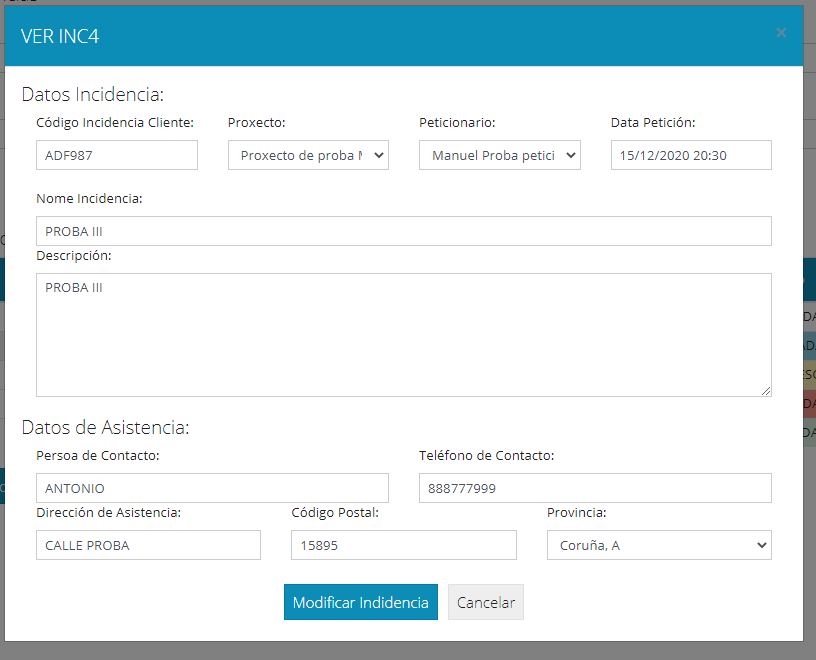 VER INC4
×
Datos Incidencia:
Código Incidencia Cliente: Proxecto: Peticionario: Data Petición:
ADF987 Proxecto de proba Manuel Proba petici 15/12/2020 20:30
Nome Incidencia:
PROBA III
Descripción:
PROBA III
Datos de Asistencia:
Persoa de Contacto: Teléfono de Contacto:
ANTONIO 888777999
Dirección de Asistencia: Código Postal: Provincia:
CALLE PROBA 15895 Coruña, A
Modificar Indidencia Cancelar